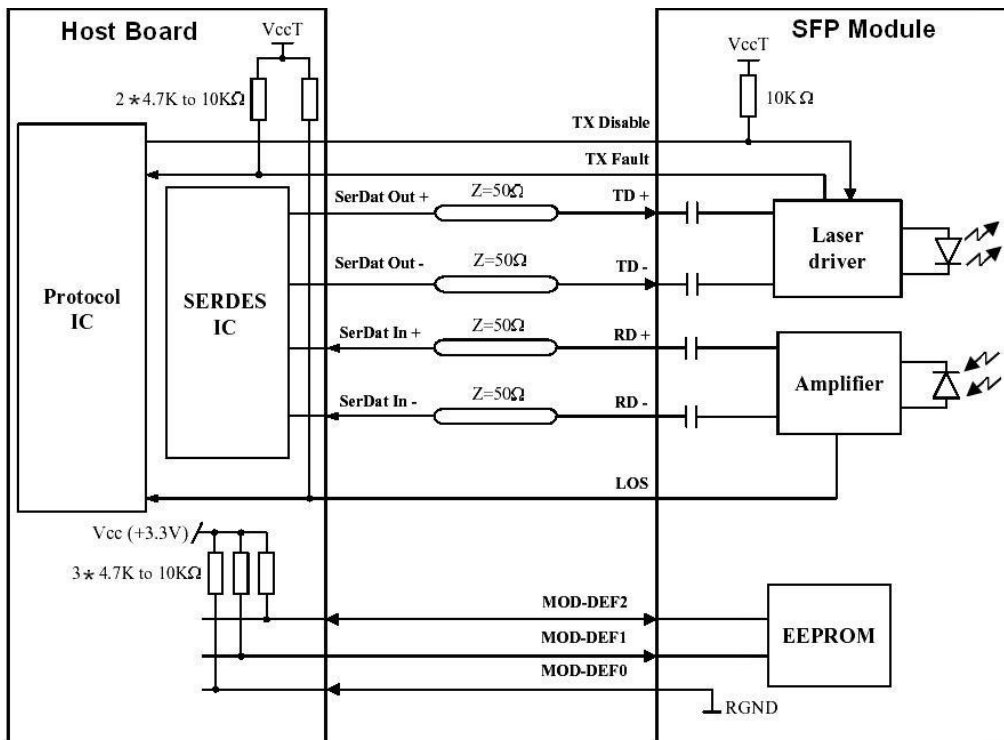 Host Board
SFP Module
VccT
VccT
2 * 4.7K to 10KΩ
10K Ω
TX Disable
TX Fault
SerDat Out +
Z=50Ω
TD +
SerDat Out -
Z=50Ω
TD -
Laser
driver
Protocol
IC
SERDES
IC
SerDat In +
Z=50Ω
RD +
SerDat In -
Z=50Ω
RD -
Amplifier
LOS
Vcc (+3.3V)
3 * 4.7K to 10KΩ
MOD-DEF2
MOD-DEF1
MOD-DEF0
EEPROM
RGND